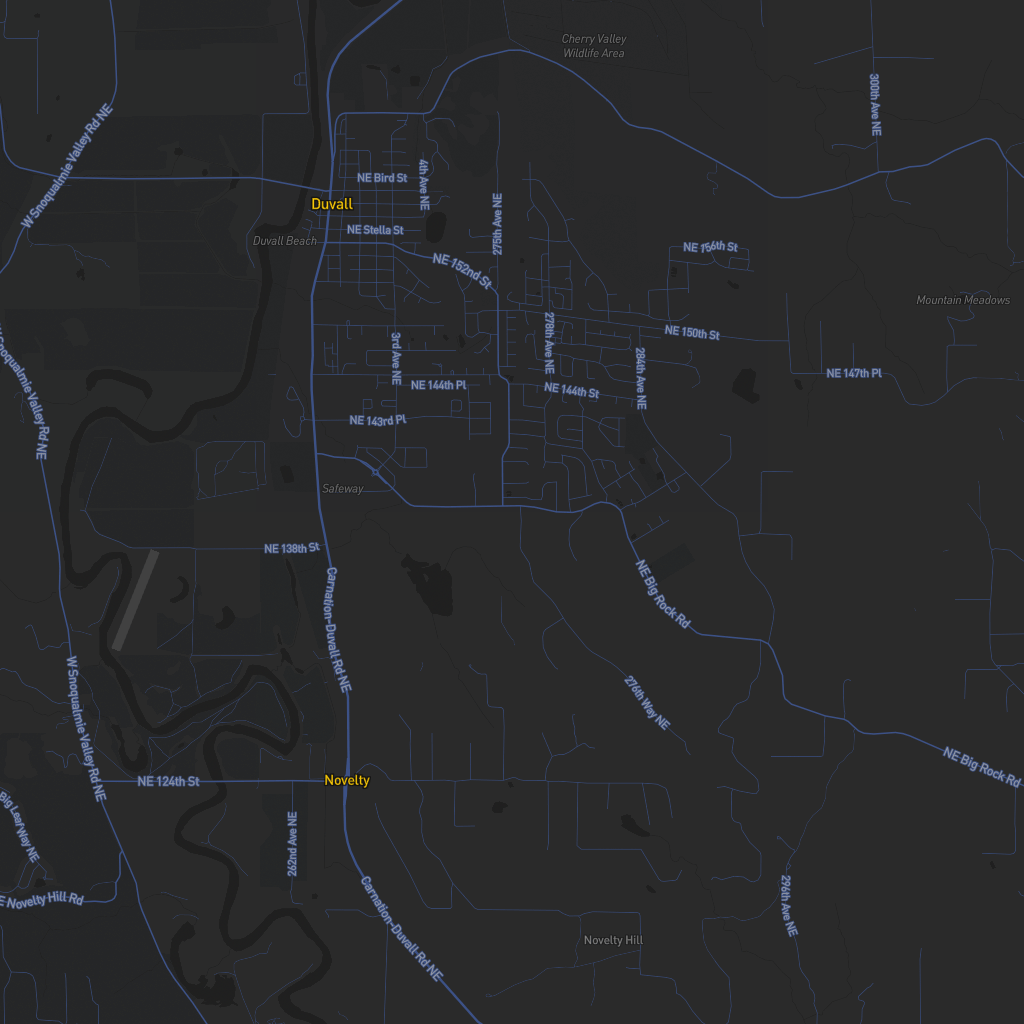 Cherry Valley
Wildlife Area
300th Ave NE
W Snoqualmie Valley Rd NE
4th Ave NE
NE Bird St
Duvall
275th Ave NE
NE Stella St
Duvall Beach
NE 152nd St
NE 156th St
Mountain Meadows
NE 150th St
278th Ave NE
3rd Ave NE
284th Ave NE
NE 147th Pl
NE 144th Pl
NE 144th St
W Snoqualmie Valley Rd NE
NE 143rd Pl
Safeway
NE 138th St
NE Big Rock Rd
Carnation-Duvall Rd NE
276th Way NE
W Snoqualmie Valley Rd NE
NE Big Rock Rd
NE 124th St
Novelty
Big Leaf Way NE
262nd Ave NE
E Novelty Hill Rd
296th Ave NE
Carnation-Duvall Rd NE
Novelty Hill